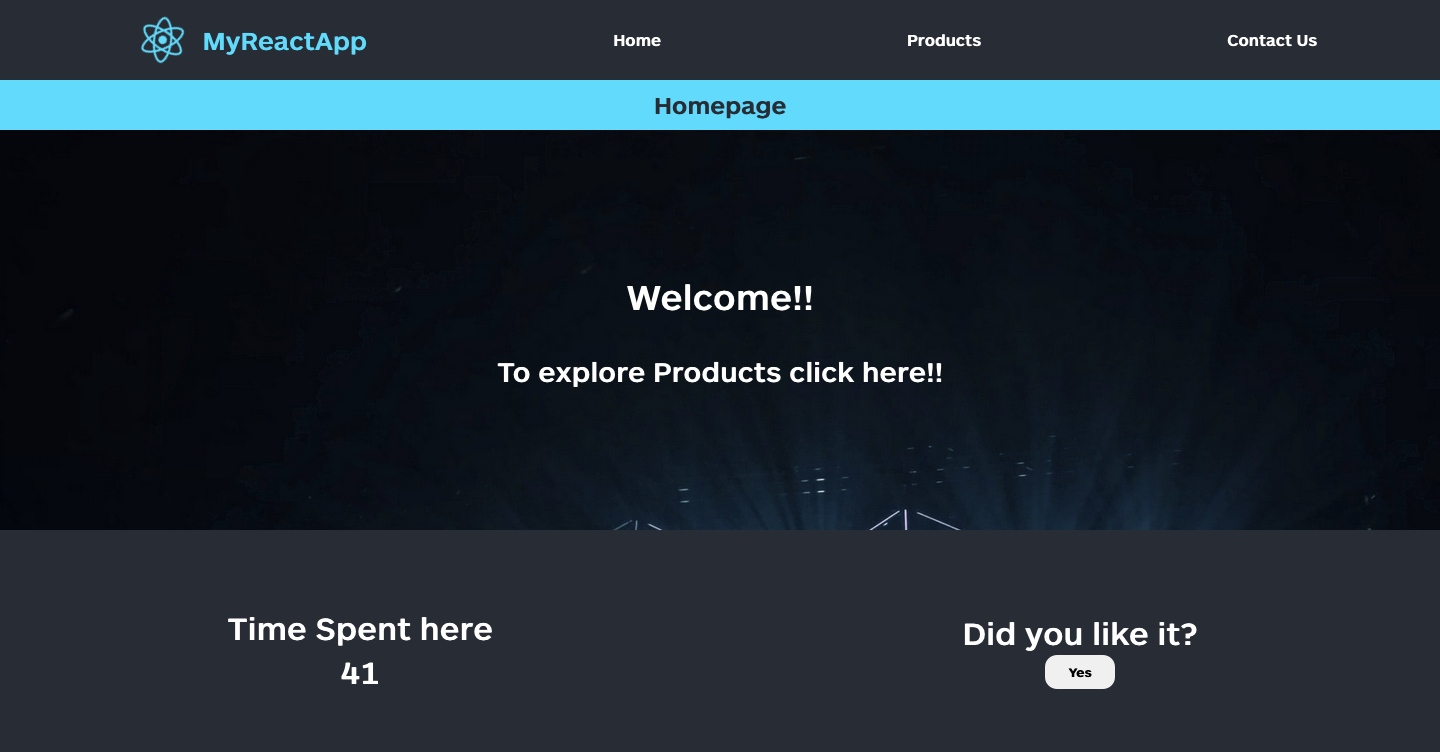 MyReactApp
Home
Products
Contact Us
Homepage
Welcome!!
To explore Products click here!!
Time Spent here
41
Did you like it?
Yes